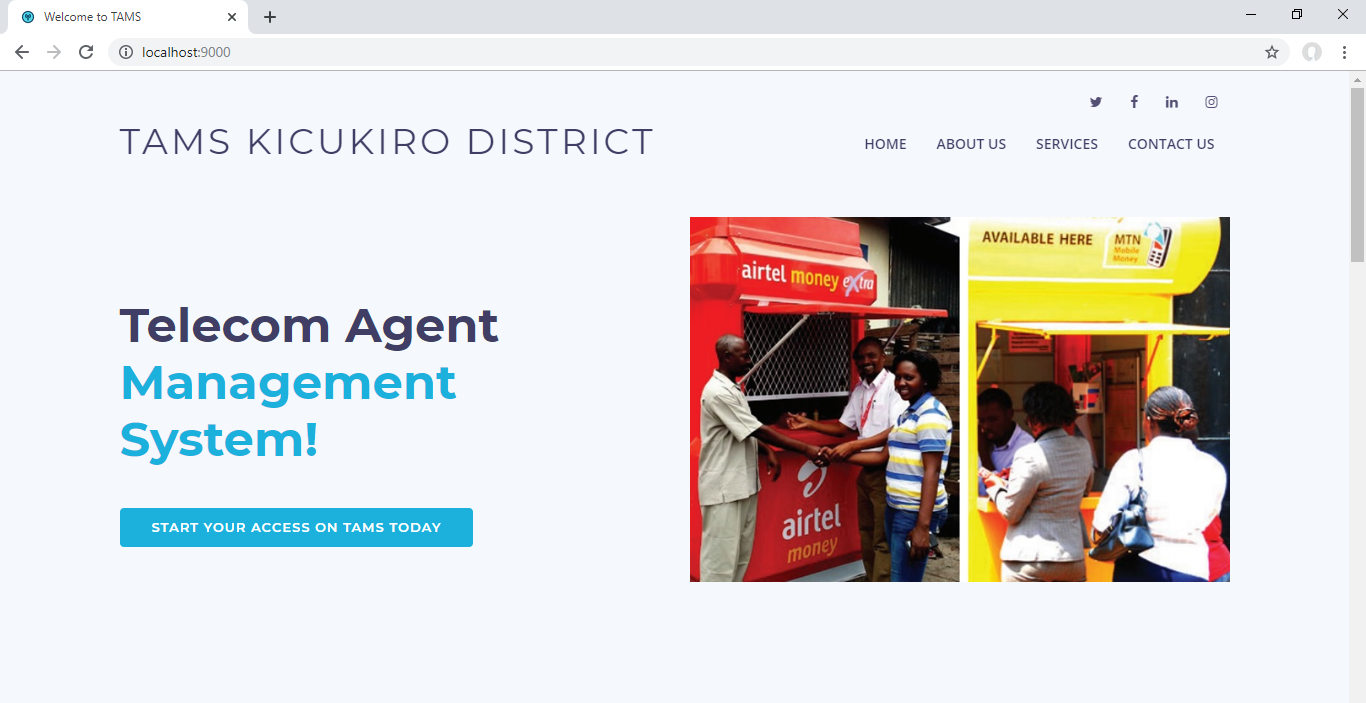 Welcome to TAMS
localhost:9000
TAMS KICUKIRO DISTRICT
HOME
ABOUT US
SERVICES
CONTACT US
Telecom Agent
Management
System!
START YOUR ACCESS ON TAMS TODAY
airtel money extra
airtel
money
AVAILABLE HERE
MTN
Mobile
Money